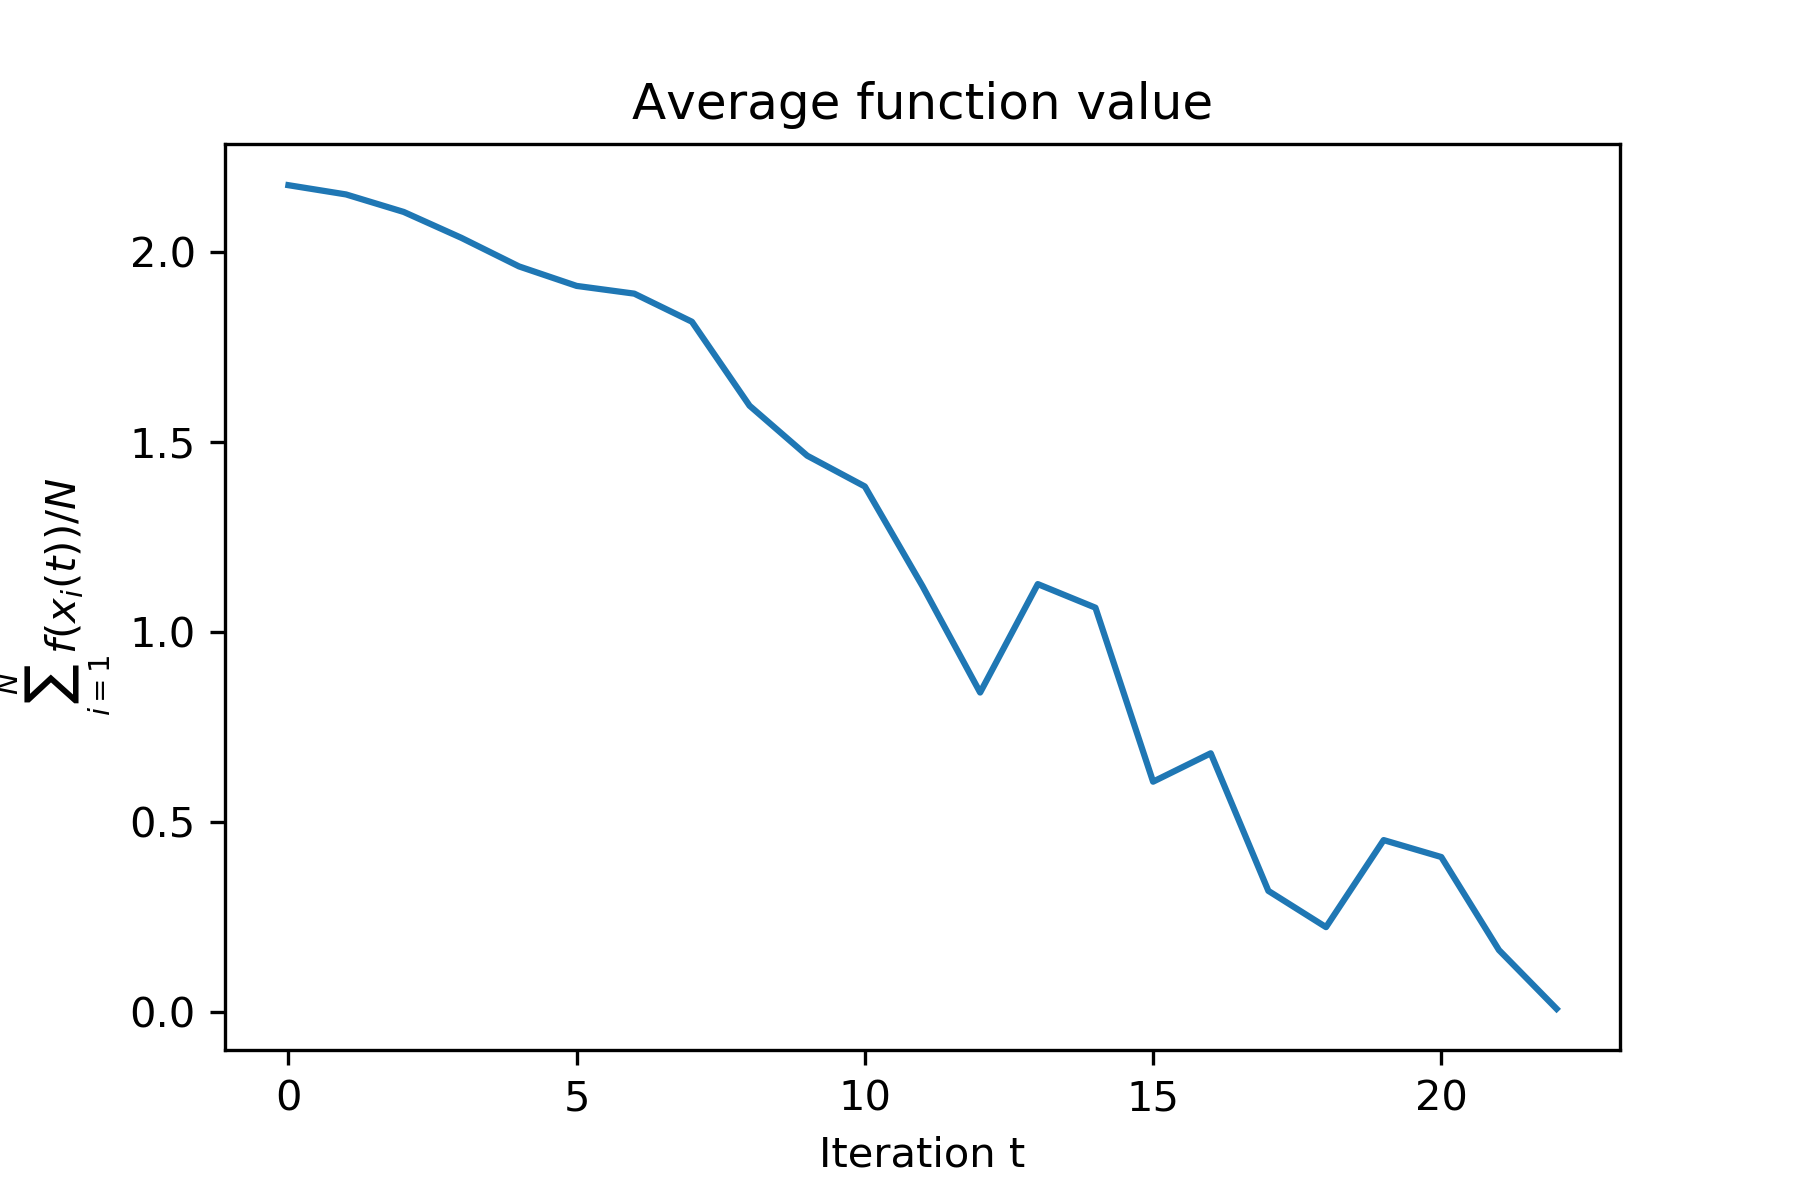 Average function value
2.0
1.5
1.0
0.5
0.0
∑_{i=1}^{N} f(x_i(t))/N
0 5 10 15 20
Iteration t